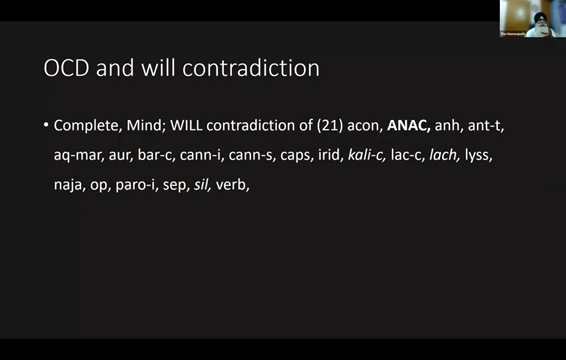 OCD and will contradiction
• Complete, Mind; WILL contradiction of (21) acon, ANAC, anh, ant-t,
aq-mar, aur, bar-c, cann-i, cann-s, caps, irid, kali-c, lac-c, lach, lyss,
naja, op, paro-i, sep, sil, verb,